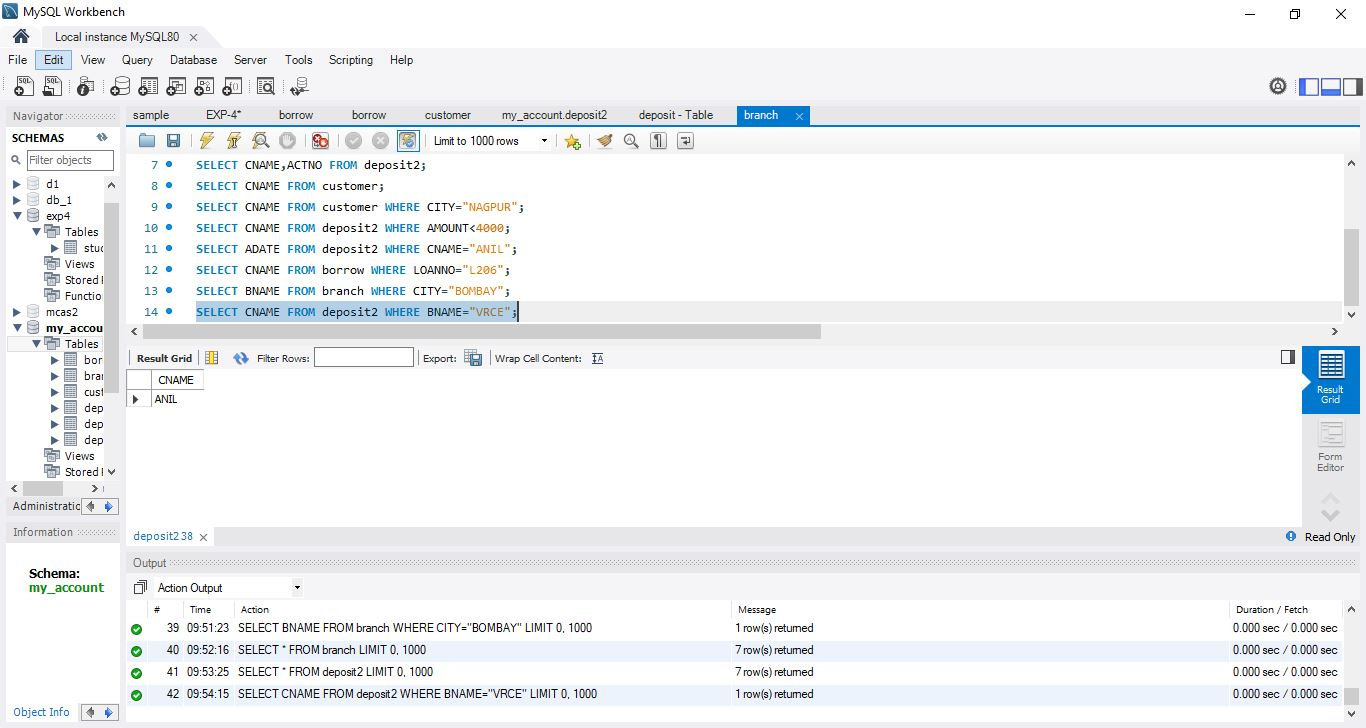 MySQL Workbench
Local instance MySQL80
File Edit View Query Database Server Tools Scripting Help
Navigator
SCHEMAS
Filter objects
d1
db_1
exp4
Tables
stuc
Views
Stored F
Functio
mcas2
my_accou
Tables
bor
brar
cust
dep
dep
dep
Views
Stored F
Administratic
Information
Schema:
my_account
Object Info
sample EXP-4* borrow borrow customer my_account.deposit2 deposit - Table branch
Limit to 1000 rows
7 SELECT CNAME,ACTNO FROM deposit2;
8 SELECT CNAME FROM customer;
9 SELECT CNAME FROM customer WHERE CITY="NAGPUR";
10 SELECT CNAME FROM deposit2 WHERE AMOUNT<4000;
11 SELECT ADATE FROM deposit2 WHERE CNAME="ANIL";
12 SELECT CNAME FROM borrow WHERE LOANNO="L206";
13 SELECT BNAME FROM branch WHERE CITY="BOMBAY";
14 SELECT CNAME FROM deposit2 WHERE BNAME="VRCE";
Result Grid Filter Rows: Export: Wrap Cell Content:
CNAME
ANIL
Result
Grid
Form
Editor
deposit2 38
Read Only
Output
Action Output
# Time Action Message Duration / Fetch
39 09:51:23 SELECT BNAME FROM branch WHERE CITY="BOMBAY" LIMIT 0, 1000 1 row(s) returned 0.000 sec / 0.000 sec
40 09:52:16 SELECT * FROM branch LIMIT 0, 1000 7 row(s) returned 0.000 sec / 0.000 sec
41 09:53:25 SELECT * FROM deposit2 LIMIT 0, 1000 7 row(s) returned 0.000 sec / 0.000 sec
42 09:54:15 SELECT CNAME FROM deposit2 WHERE BNAME="VRCE" LIMIT 0, 1000 1 row(s) returned 0.000 sec / 0.000 sec